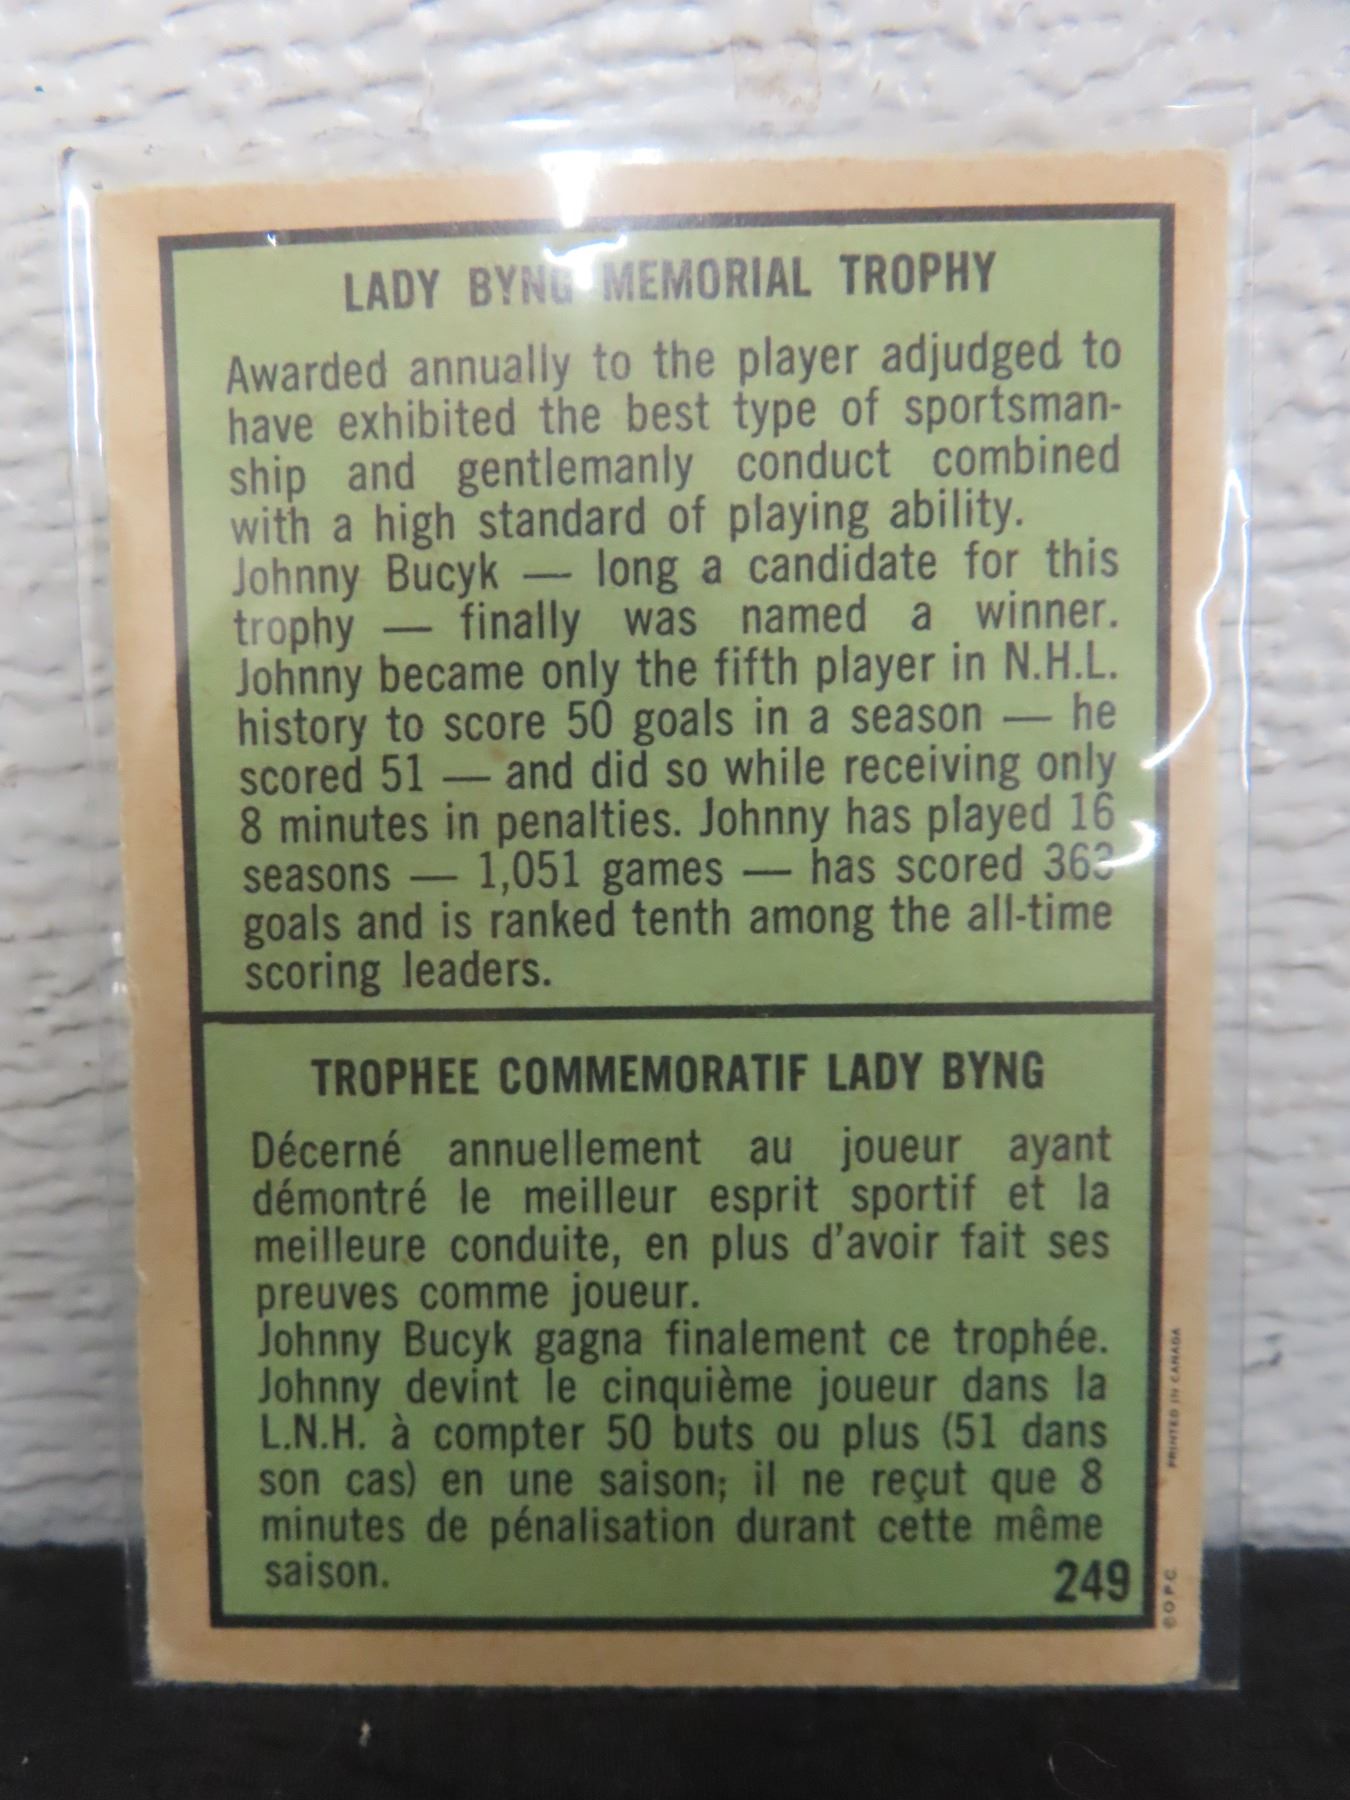 LADY BYNG MEMORIAL TROPHY
Awarded annually to the player adjudged to
have exhibited the best type of sportsman-
ship and gentlemanly conduct combined
with a high standard of playing ability.
Johnny Bucyk — long a candidate for this
trophy — finally was named a winner.
Johnny became only the fifth player in N.H.L.
history to score 50 goals in a season — he
scored 51 — and did so while receiving only
8 minutes in penalties. Johnny has played 16
seasons — 1,051 games — has scored
goals and is ranked tenth among the all-time
scoring leaders.
TROPHEE COMMEMORATIF LADY BYNG
Décerné annuellement au joueur ayant
démontré le meilleur esprit sportif et la
meilleure conduite, en plus d'avoir fait ses
preuves comme joueur.
Johnny Bucyk gagna finalement ce trophée.
Johnny devint le cinquième joueur dans la
L.N.H. à compter 50 buts ou plus (51 dans
son cas) en une saison; il ne reçut que 8
minutes de pénalisation durant cette même
saison.
249
©O.P.C.
PRINTED IN CANADA